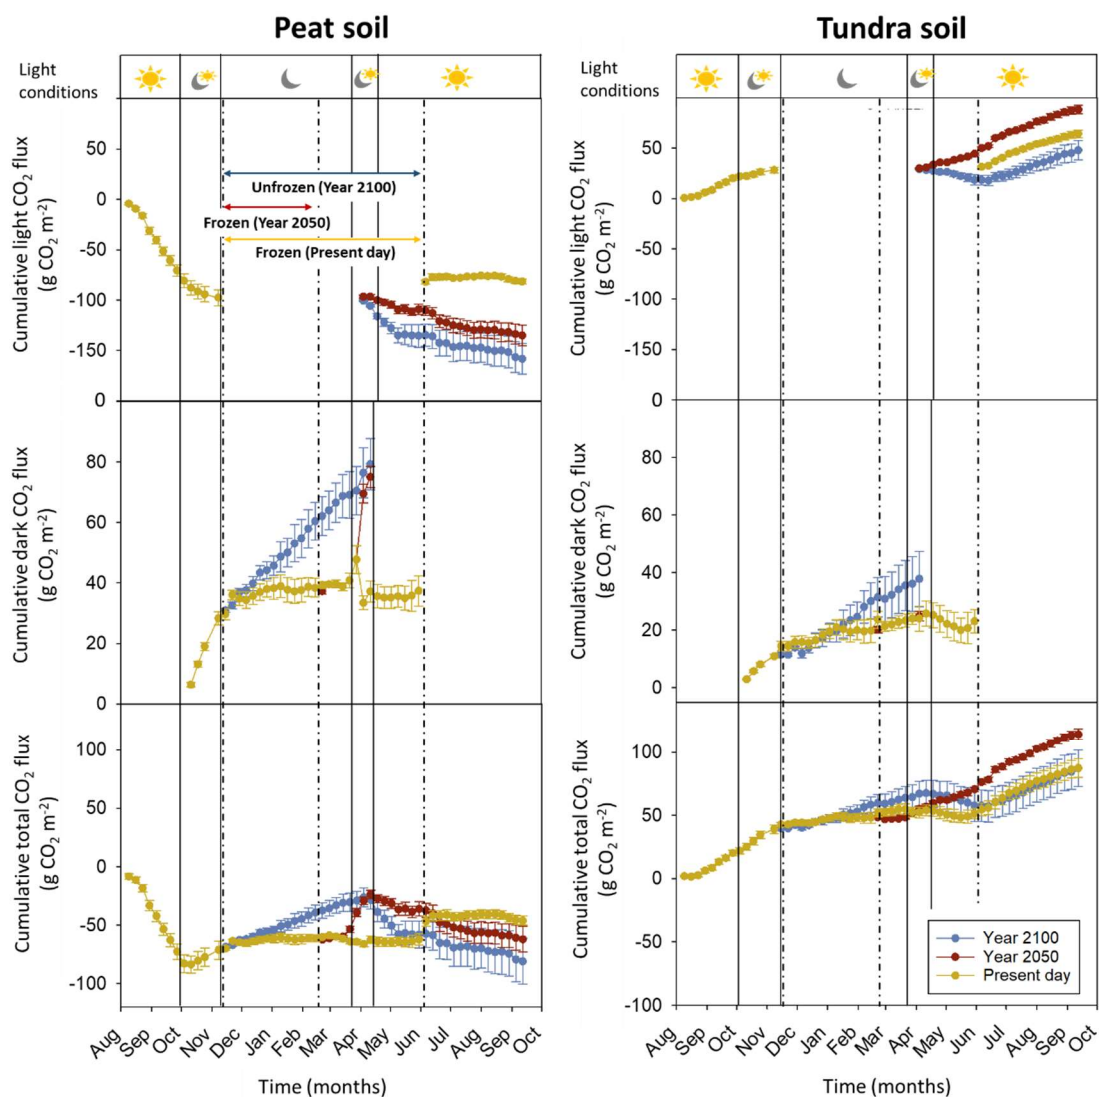 Peat soil
Tundra soil
Light
conditions
Light
conditions
Cumulative light CO2 flux
(g CO2 m-2)
50
0
-50
-100
-150
0
Unfrozen (Year 2100)
Frozen (Year 2050)
Frozen (Present day)
Cumulative light CO2 flux
(g CO2 m-2)
50
0
-50
-100
-150
0
Cumulative dark CO2 flux
(g CO2 m-2)
80
60
40
20
0
Cumulative dark CO2 flux
(g CO2 m-2)
80
60
40
20
0
Cumulative total CO2 flux
(g CO2 m-2)
100
50
0
-50
-100
Cumulative total CO2 flux
(g CO2 m-2)
100
50
0
-50
-100
Year 2100
Year 2050
Present day
Aug
Sep
Oct
Nov
Dec
Jan
Feb
Mar
Apr
May
Jun
Jul
Aug
Sep
Oct
Aug
Sep
Oct
Nov
Dec
Jan
Feb
Mar
Apr
May
Jun
Jul
Aug
Sep
Oct
Time (months)
Time (months)